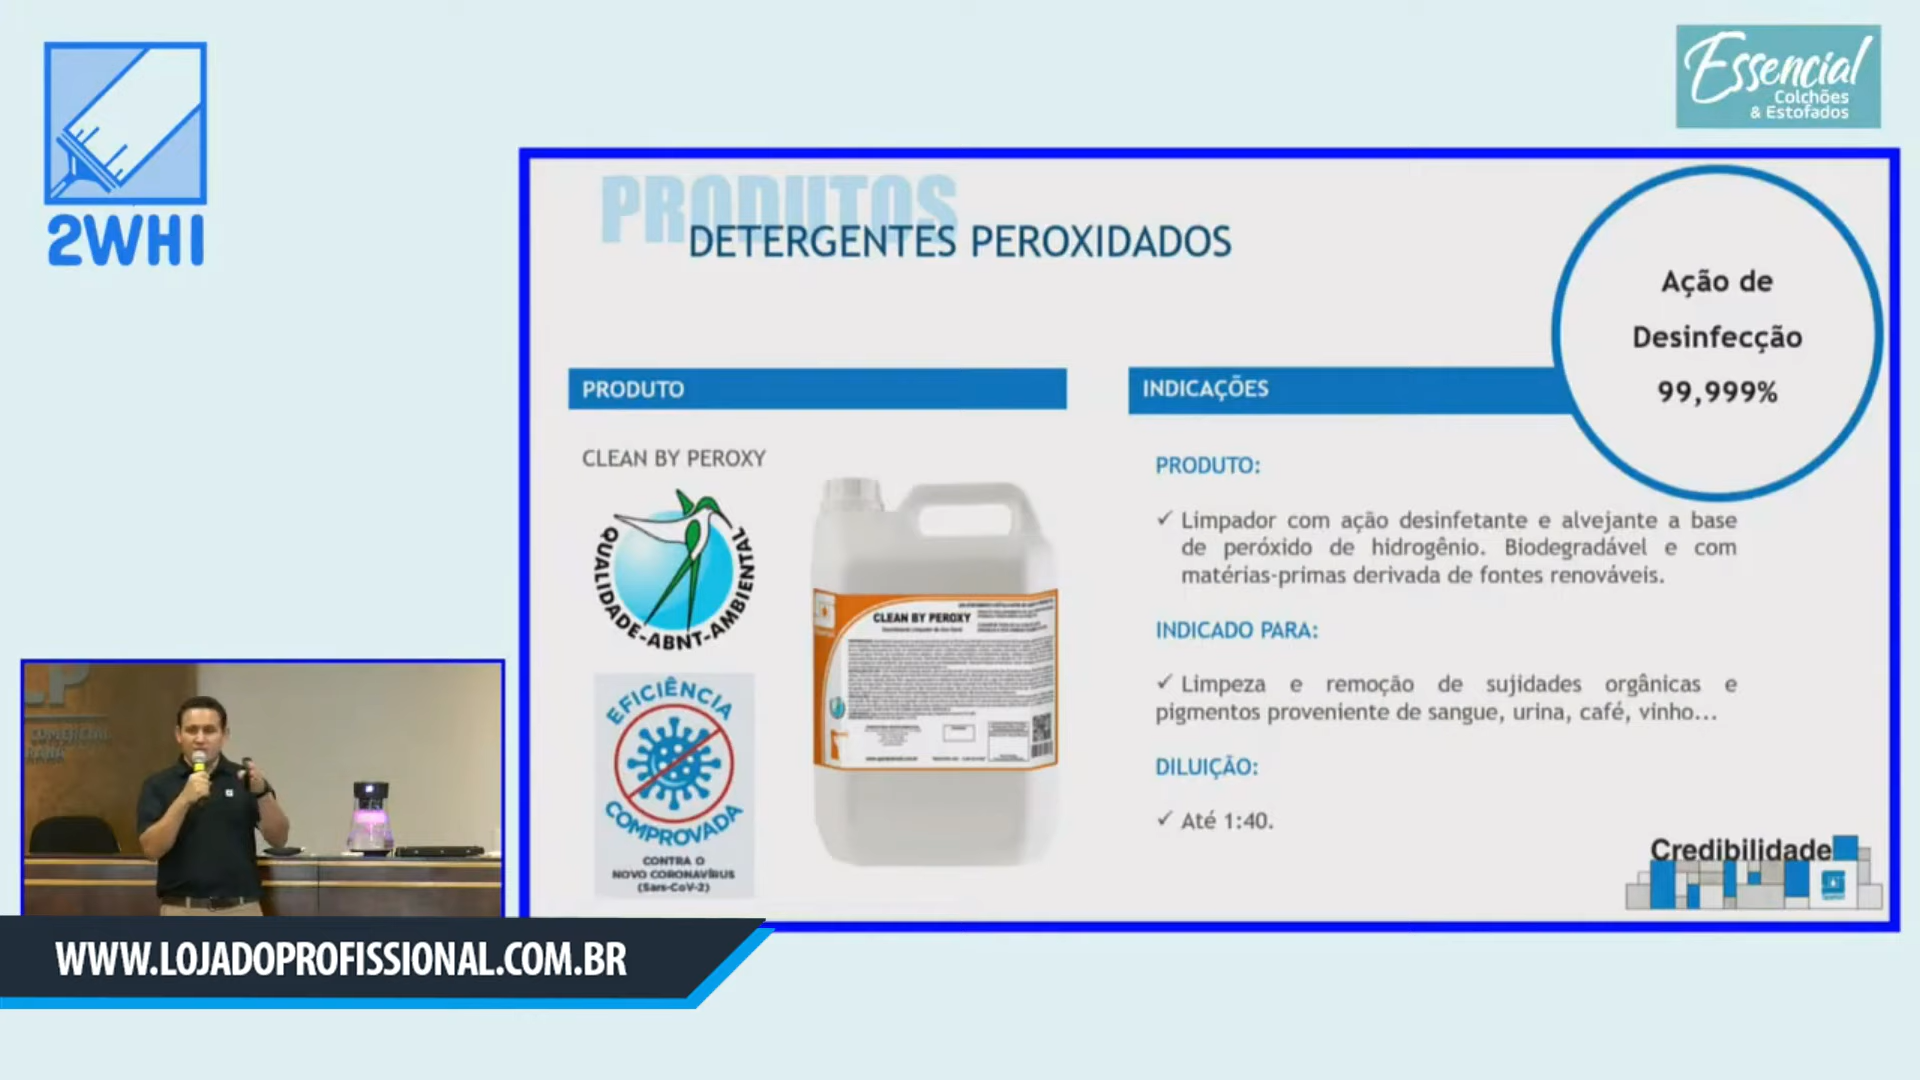 2WHI
Essencial
Colchões
& Estofados
PRODUTOS
DETERGENTES PEROXIDADOS
Ação de
Desinfecção
99,999%
PRODUTO
INDICAÇÕES
CLEAN BY PEROXY
QUALIDADE-ABNT-AMBIENTAL
EFICIÊNCIA
COMPROVADA
CONTRA O
NOVO CORONAVÍRUS
(Sars-CoV-2)
CLEAN BY PEROXY
PRODUTO:
✓ Limpador com ação desinfetante e alvejante a base
de peróxido de hidrogênio. Biodegradável e com
matérias-primas derivada de fontes renováveis.
INDICADO PARA:
✓ Limpeza e remoção de sujidades orgânicas e
pigmentos proveniente de sangue, urina, café, vinho...
DILUIÇÃO:
✓ Até 1:40.
Credibilidade
COMERCIAL
WWW.LOJADOPROFISSIONAL.COM.BR